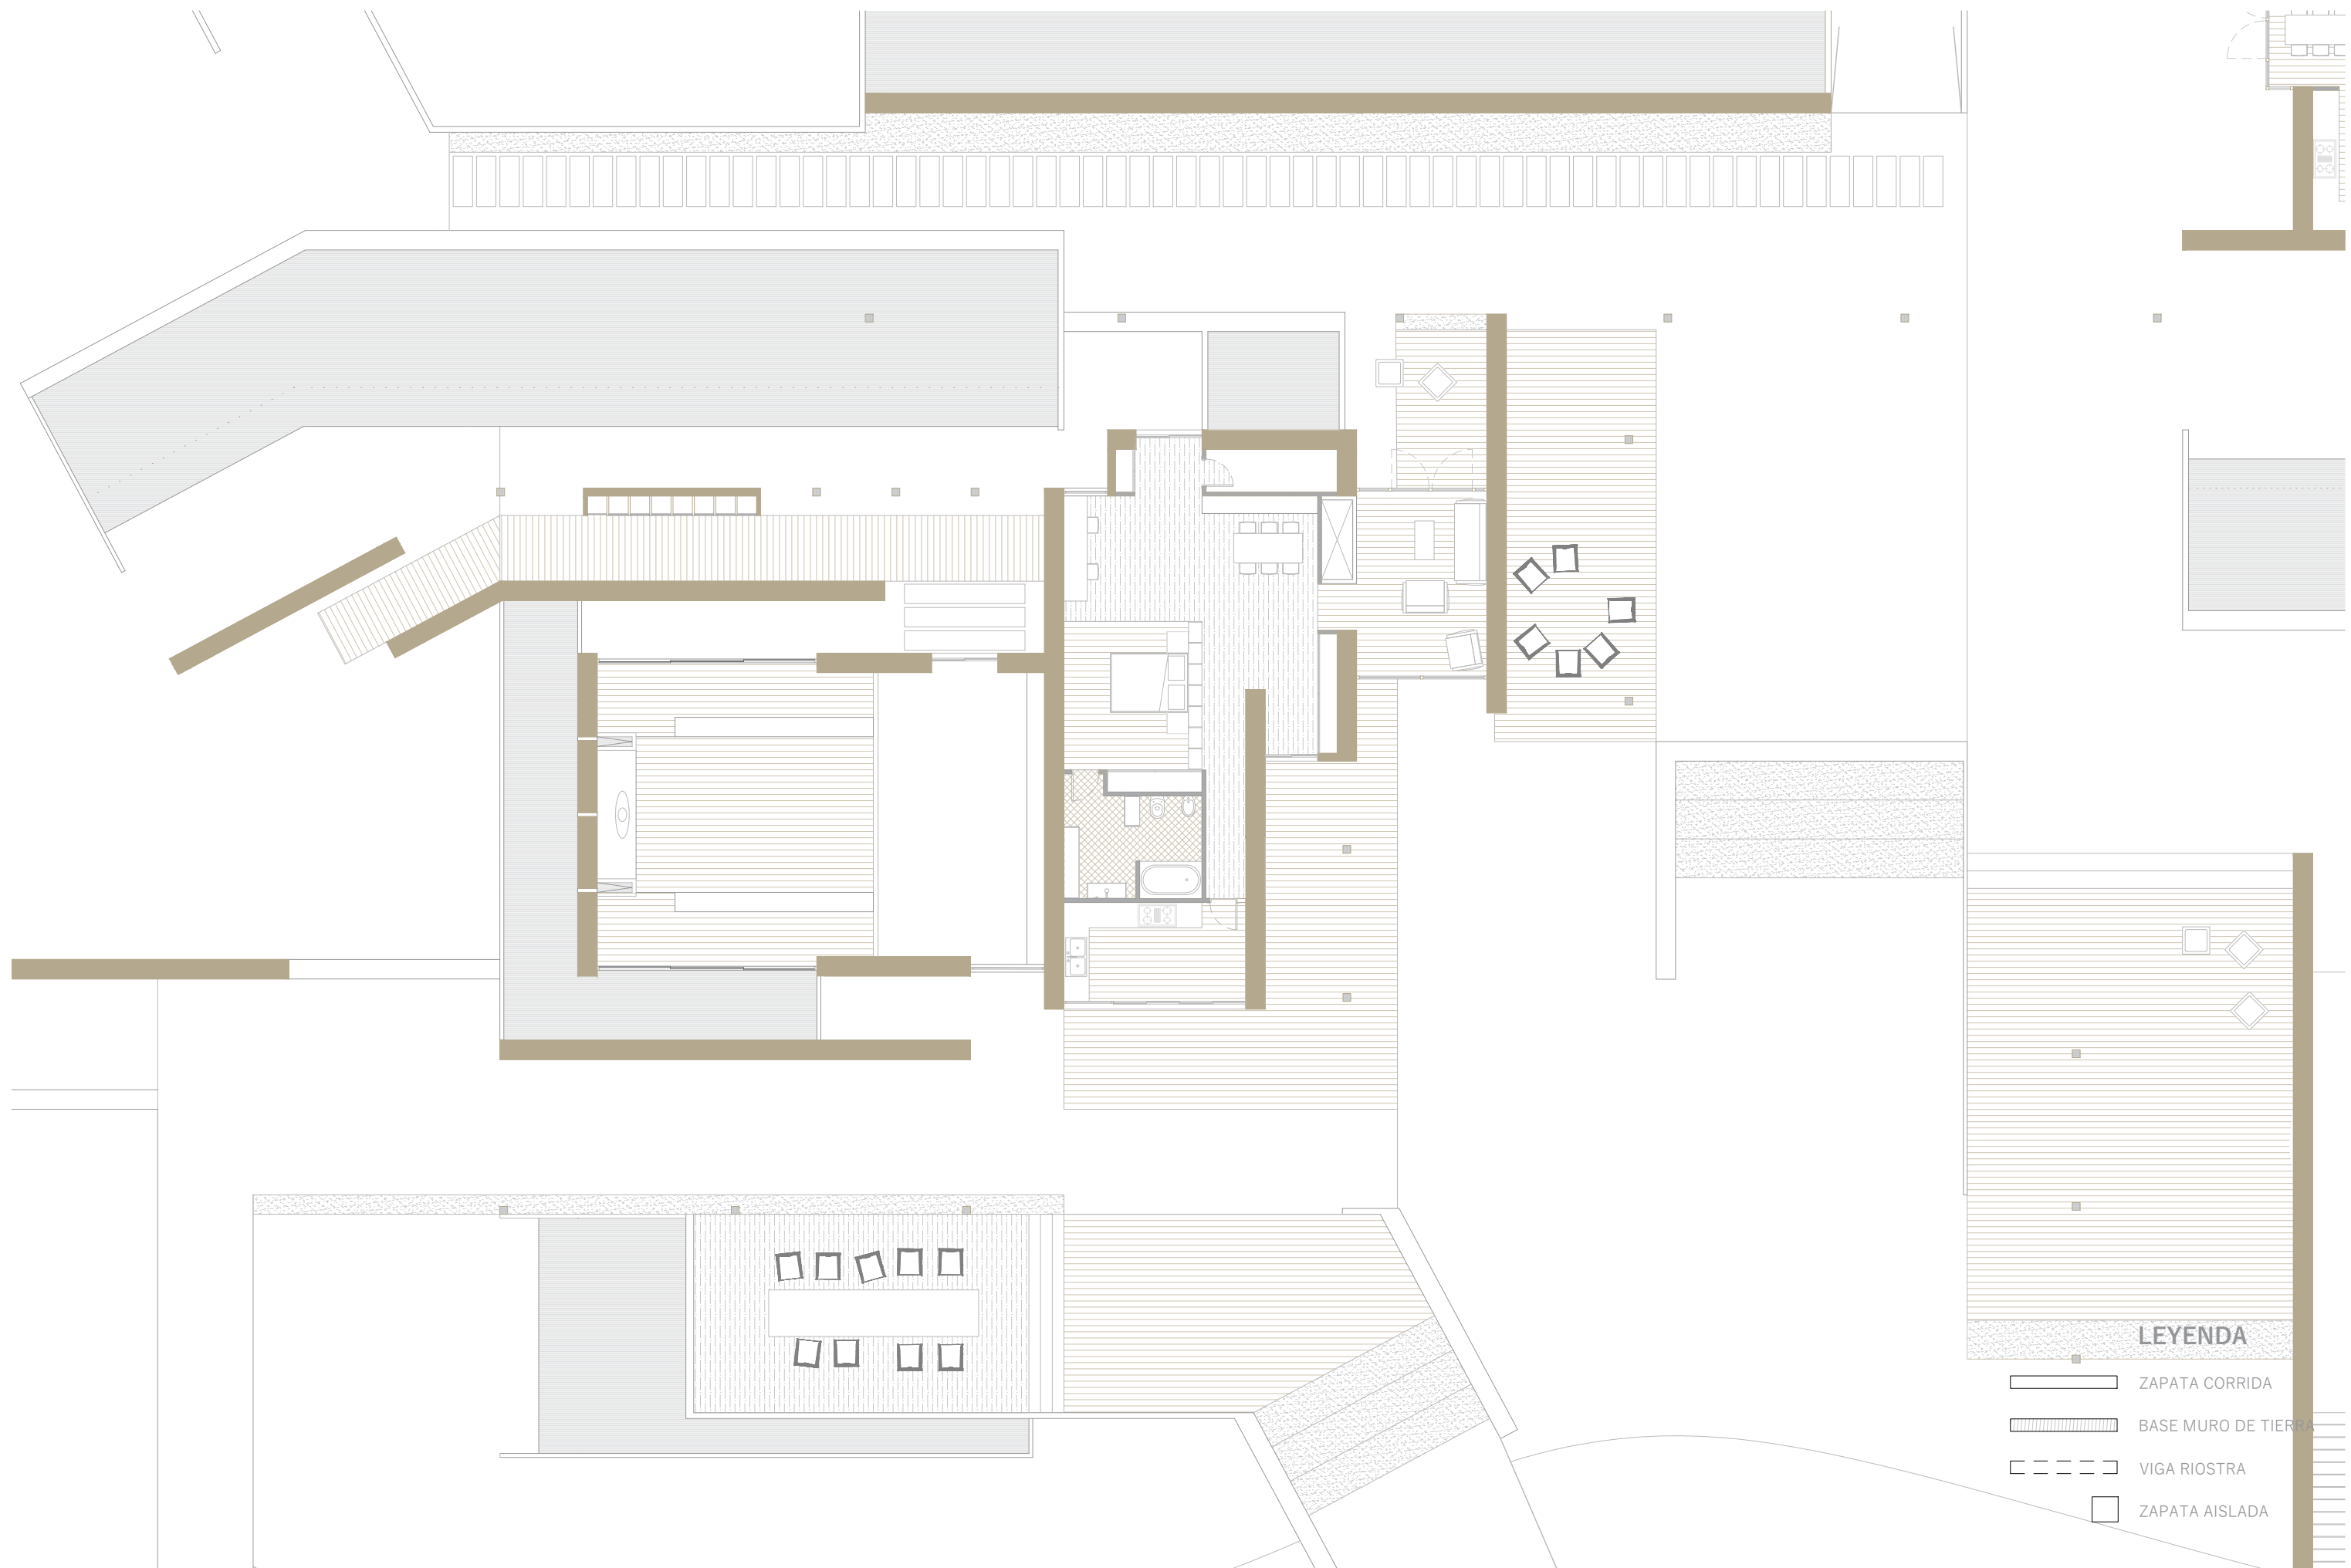 LEYENDA
ZAPATA CORRIDA
BASE MURO DE TIERRA
VIGA RIOSTRA
ZAPATA AISLADA